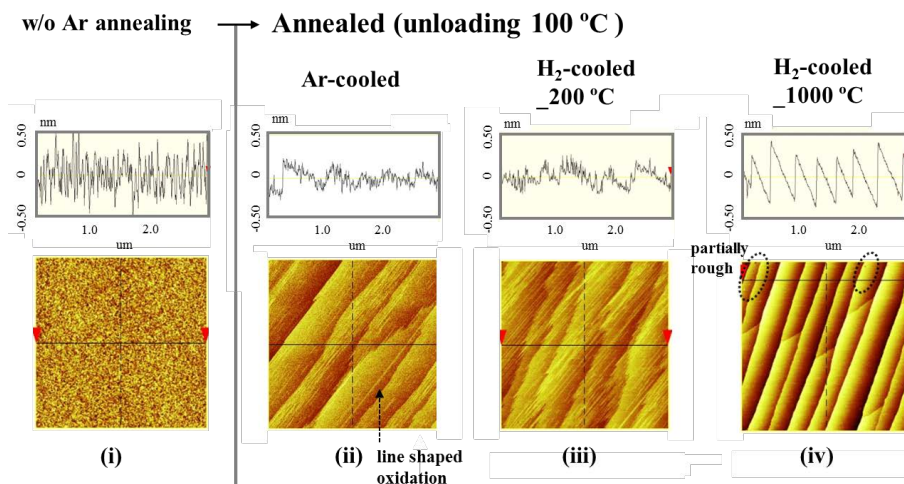 w/o Ar annealing
Annealed (unloading 100 ºC )
Ar-cooled
H₂-cooled
_200 ºC
H₂-cooled
_1000 ºC
nm
0.50
0
-0.50
1.0
2.0
um
nm
0.50
0
-0.50
1.0
2.0
um
nm
0.50
0
-0.50
1.0
2.0
um
nm
0.50
0
-0.50
1.0
2.0
um
partially
rough
(i)
(ii)
line shaped
oxidation
(iii)
(iv)